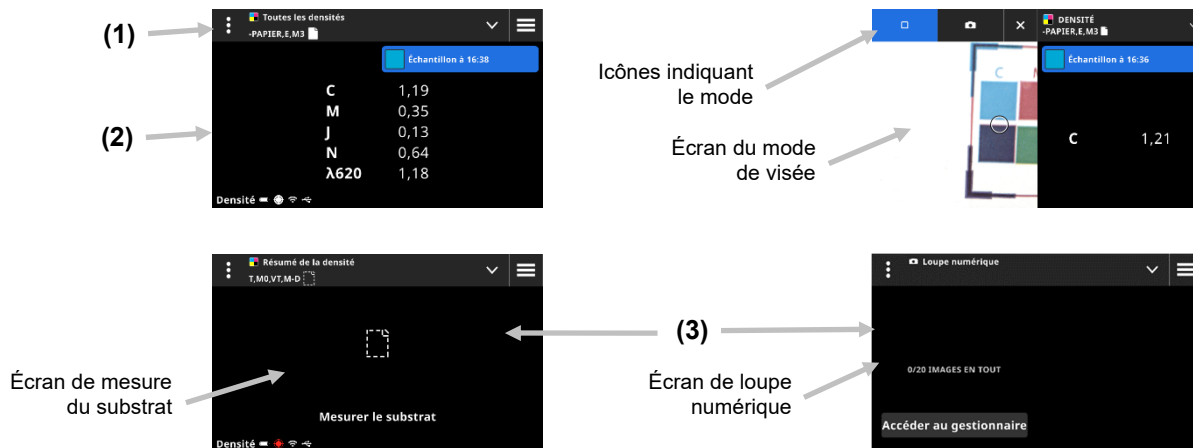 (1)
Toutes les densités
-PAPIER,E,M3
Échantillon à 16:38
(2)
C 1,19
M 0,35
J 0,13
N 0,64
λ620 1,18
Densité
Icônes indiquant
le mode
Écran du mode
de visée
C
DENSITÉ
-PAPIER,E,M3
Échantillon à 16:36
C 1,21
Résumé de la densité
T,M0,VT,M-D
Écran de mesure
du substrat
Mesurer le substrat
Densité
(3)
Écran de loupe
numérique
Loupe numérique
0/20 IMAGES EN TOUT
Accéder au gestionnaire